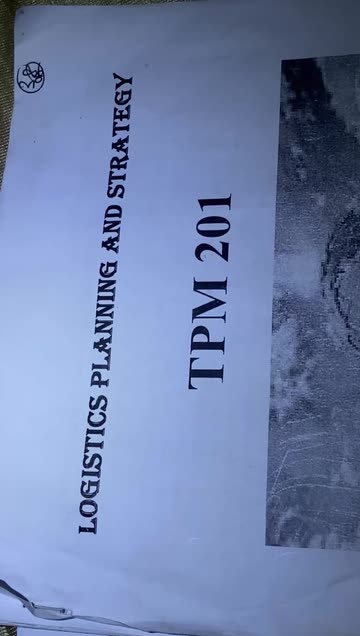 LOGISTICS PLANNING AND STRATEGY
TPM 201